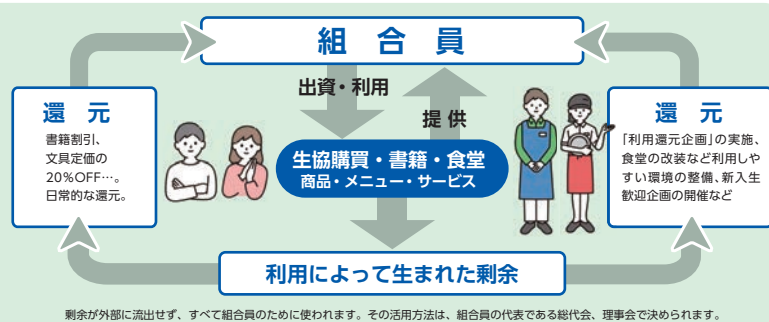 組合員
出資・利用
提供
還元
書籍割引、
文具定価の
20%OFF…。
日常的な還元。
生協購買・書籍・食堂
商品・メニュー・サービス
還元
「利用還元企画」の実施、
食堂の改装など利用しや
すい環境の整備、新入生
歓迎企画の開催など
利用によって生まれた剰余
剰余が外部に流出せず、すべて組合員のために使われます。その活用方法は、組合員の代表である総代会、理事会で決められます。